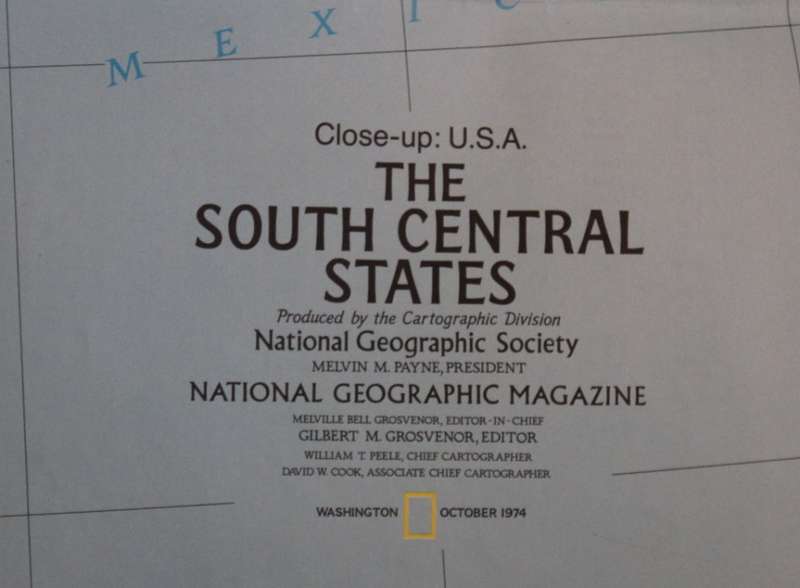 M E X I C
Close-up: U.S.A.
THE
SOUTH CENTRAL
STATES
Produced by the Cartographic Division
National Geographic Society
MELVIN M. PAYNE, PRESIDENT
NATIONAL GEOGRAPHIC MAGAZINE
MELVILLE BELL GROSVENOR, EDITOR-IN-CHIEF
GILBERT M. GROSVENOR, EDITOR
WILLIAM T. PEELE, CHIEF CARTOGRAPHER
DAVID W. COOK, ASSOCIATE CHIEF CARTOGRAPHER
WASHINGTON OCTOBER 1974